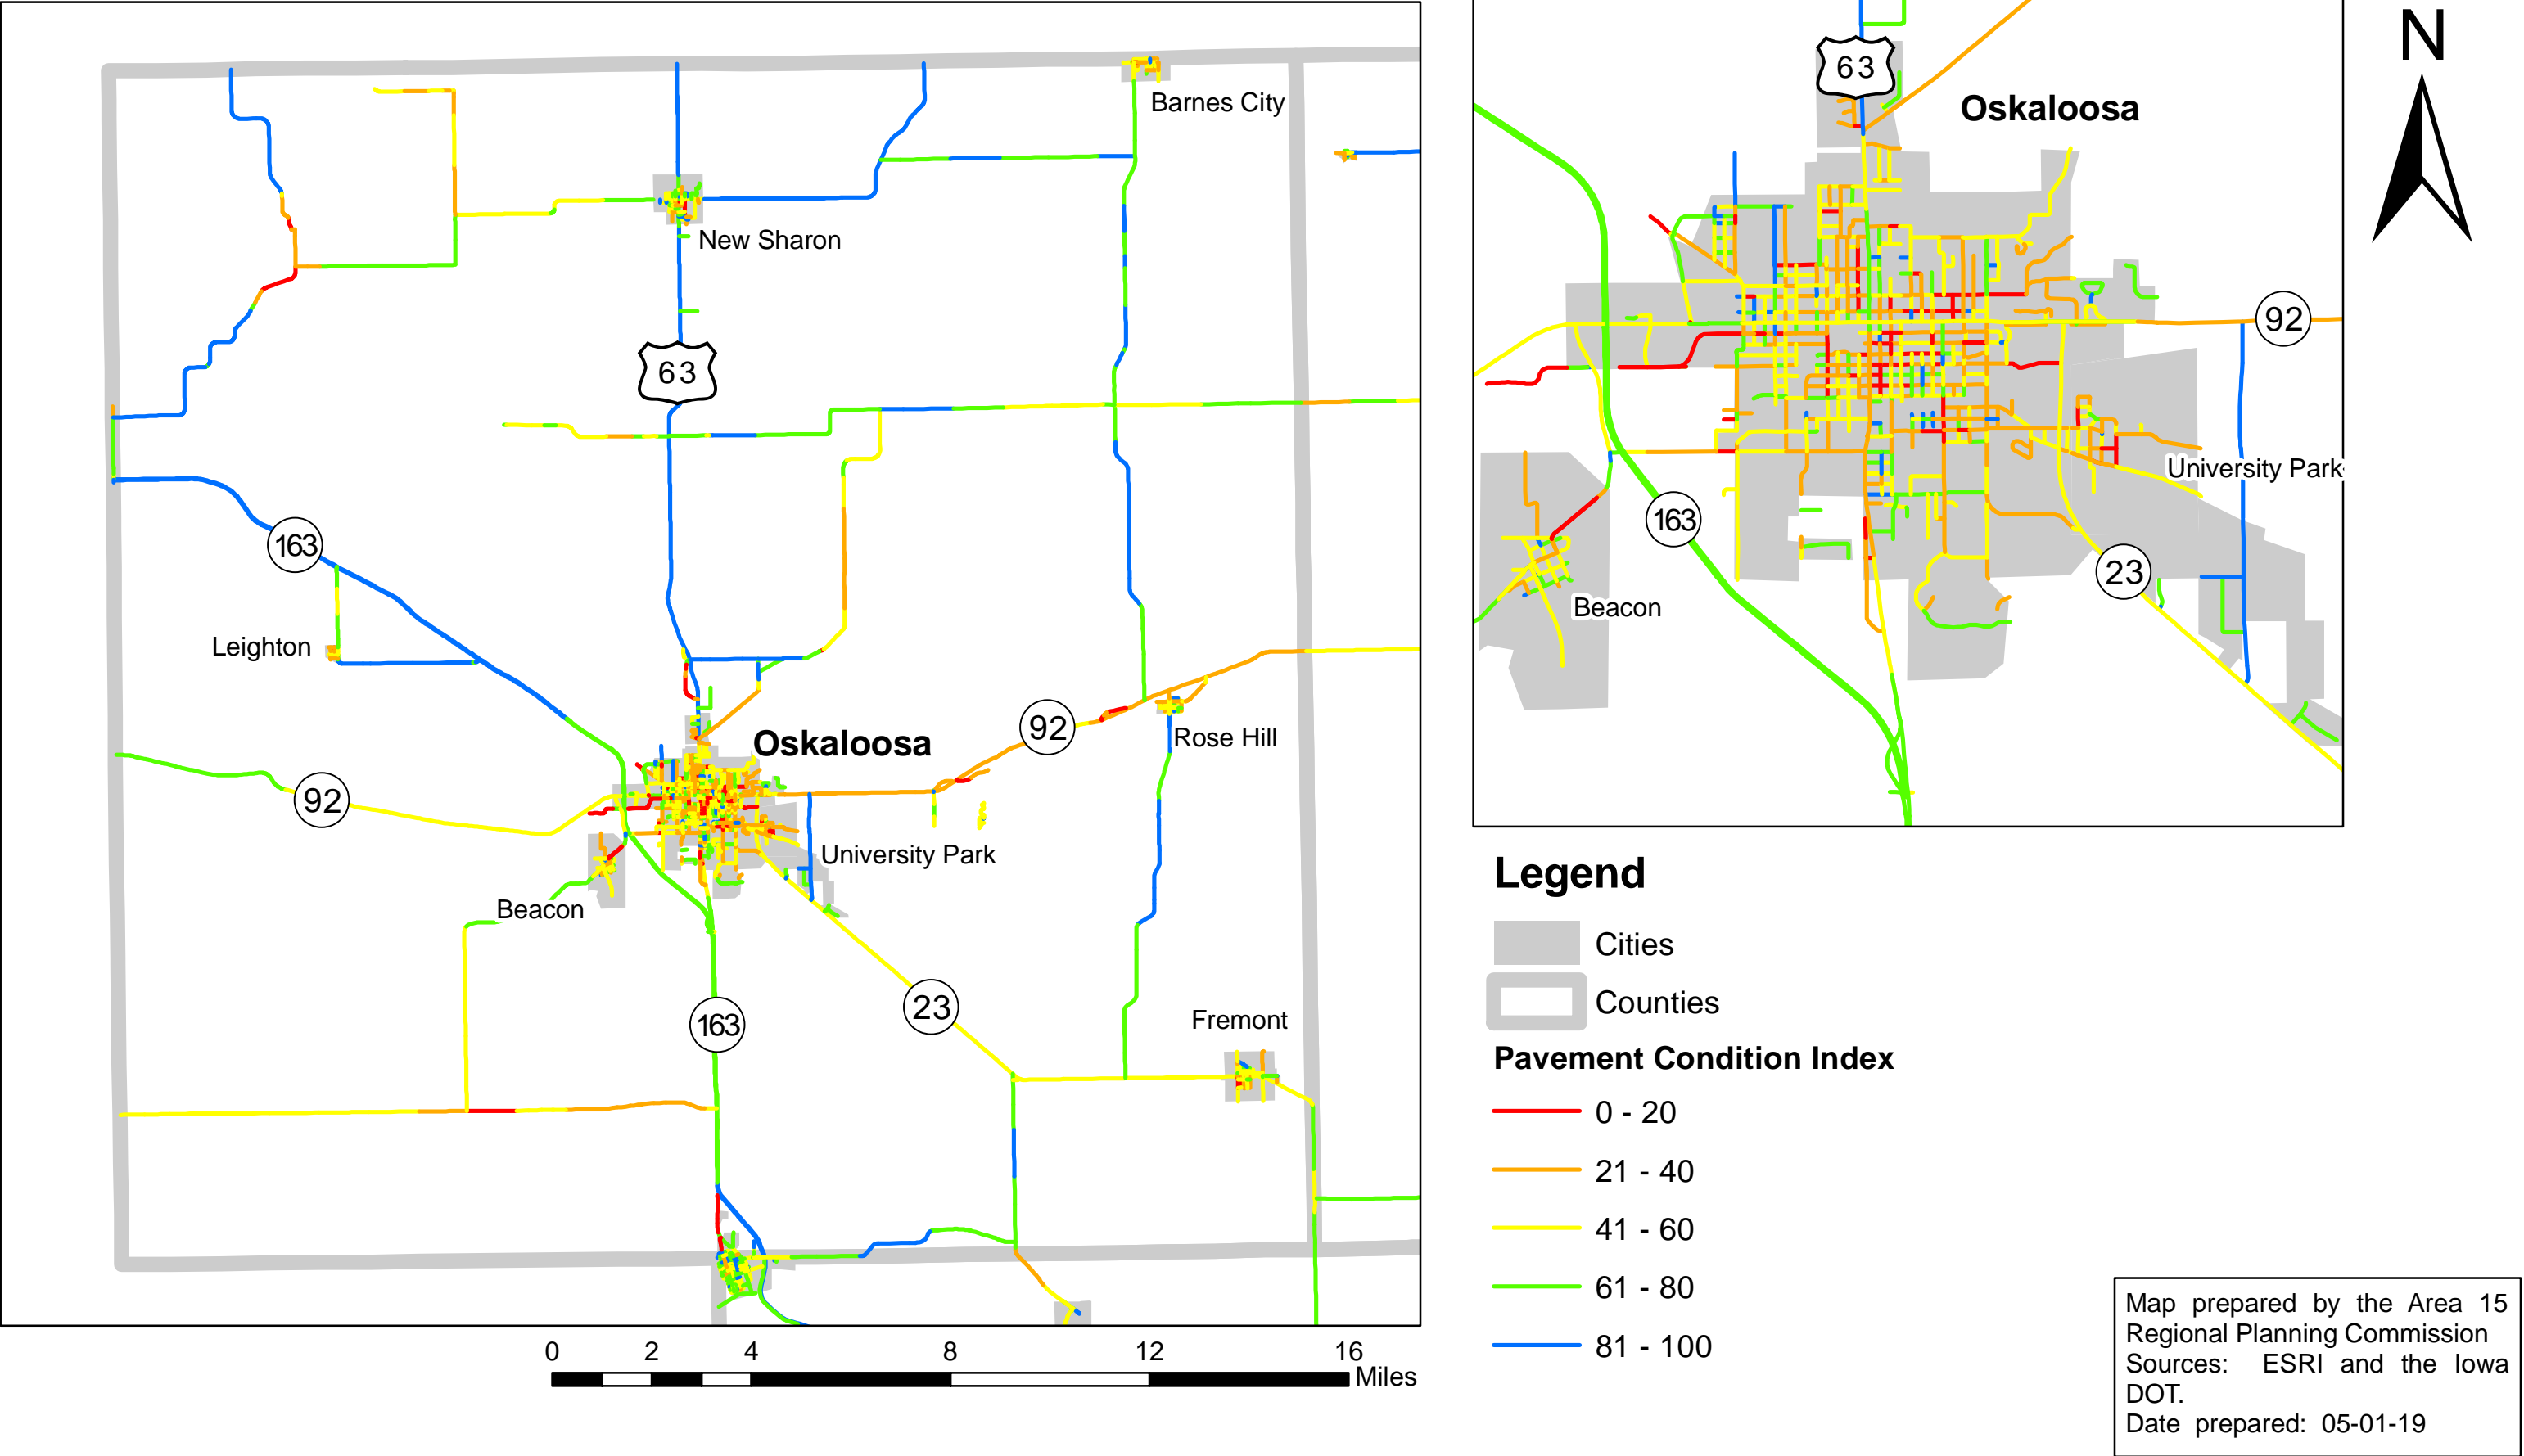 Barnes City
New Sharon
63
163
Leighton
Oskaloosa
92
Rose Hill
92
University Park
Beacon
23
163
Fremont
0 2 4 8 12 16
Miles
63
Oskaloosa
92
University Park
163
23
Beacon
N
Legend
Cities
Counties
Pavement Condition Index
0 - 20
21 - 40
41 - 60
61 - 80
81 - 100
Map prepared by the Area 15
Regional Planning Commission
Sources: ESRI and the Iowa
DOT.
Date prepared: 05-01-19